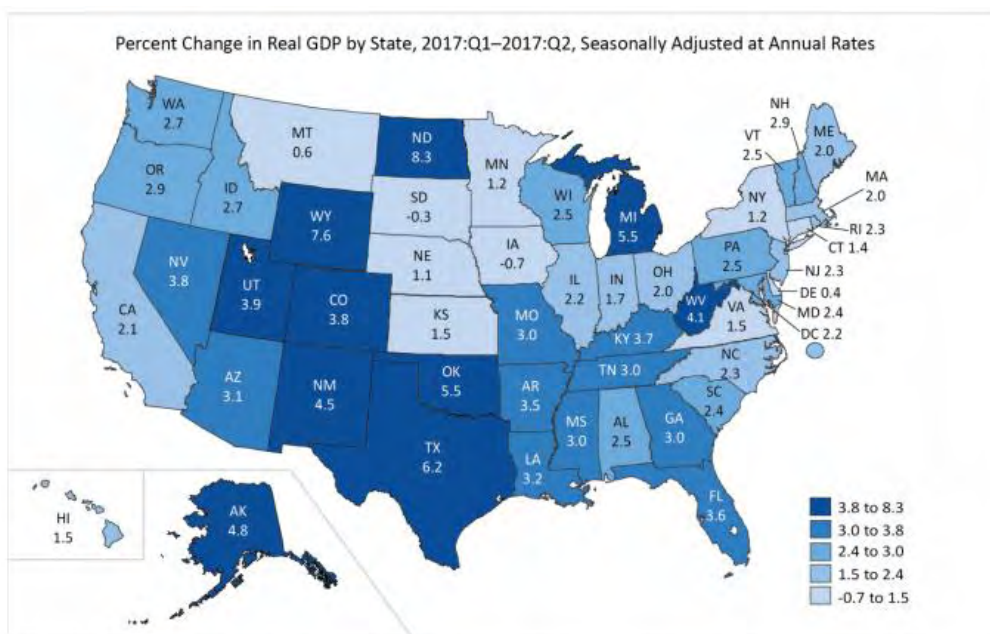 Percent Change in Real GDP by State, 2017:Q1–2017:Q2, Seasonally Adjusted at Annual Rates
WA
2.7
MT
0.6
ND
8.3
MN
1.2
NH
2.9
VT
2.5
ME
2.0
OR
2.9
ID
2.7
SD
-0.3
WI
2.5
MI
5.5
NY
1.2
MA
2.0
RI 2.3
CT 1.4
WY
7.6
NE
1.1
IA
-0.7
PA
2.5
NJ 2.3
DE 0.4
MD 2.4
DC 2.2
NV
3.8
UT
3.9
CO
3.8
KS
1.5
IL
2.2
IN
1.7
OH
2.0
WV
4.1
VA
1.5
CA
2.1
MO
3.0
KY 3.7
NC
2.3
TN 3.0
AZ
3.1
NM
4.5
OK
5.5
AR
3.5
SC
2.4
MS
3.0
AL
2.5
GA
3.0
TX
6.2
LA
3.2
FL
3.6
HI
1.5
AK
4.8
3.8 to 8.3
3.0 to 3.8
2.4 to 3.0
1.5 to 2.4
-0.7 to 1.5